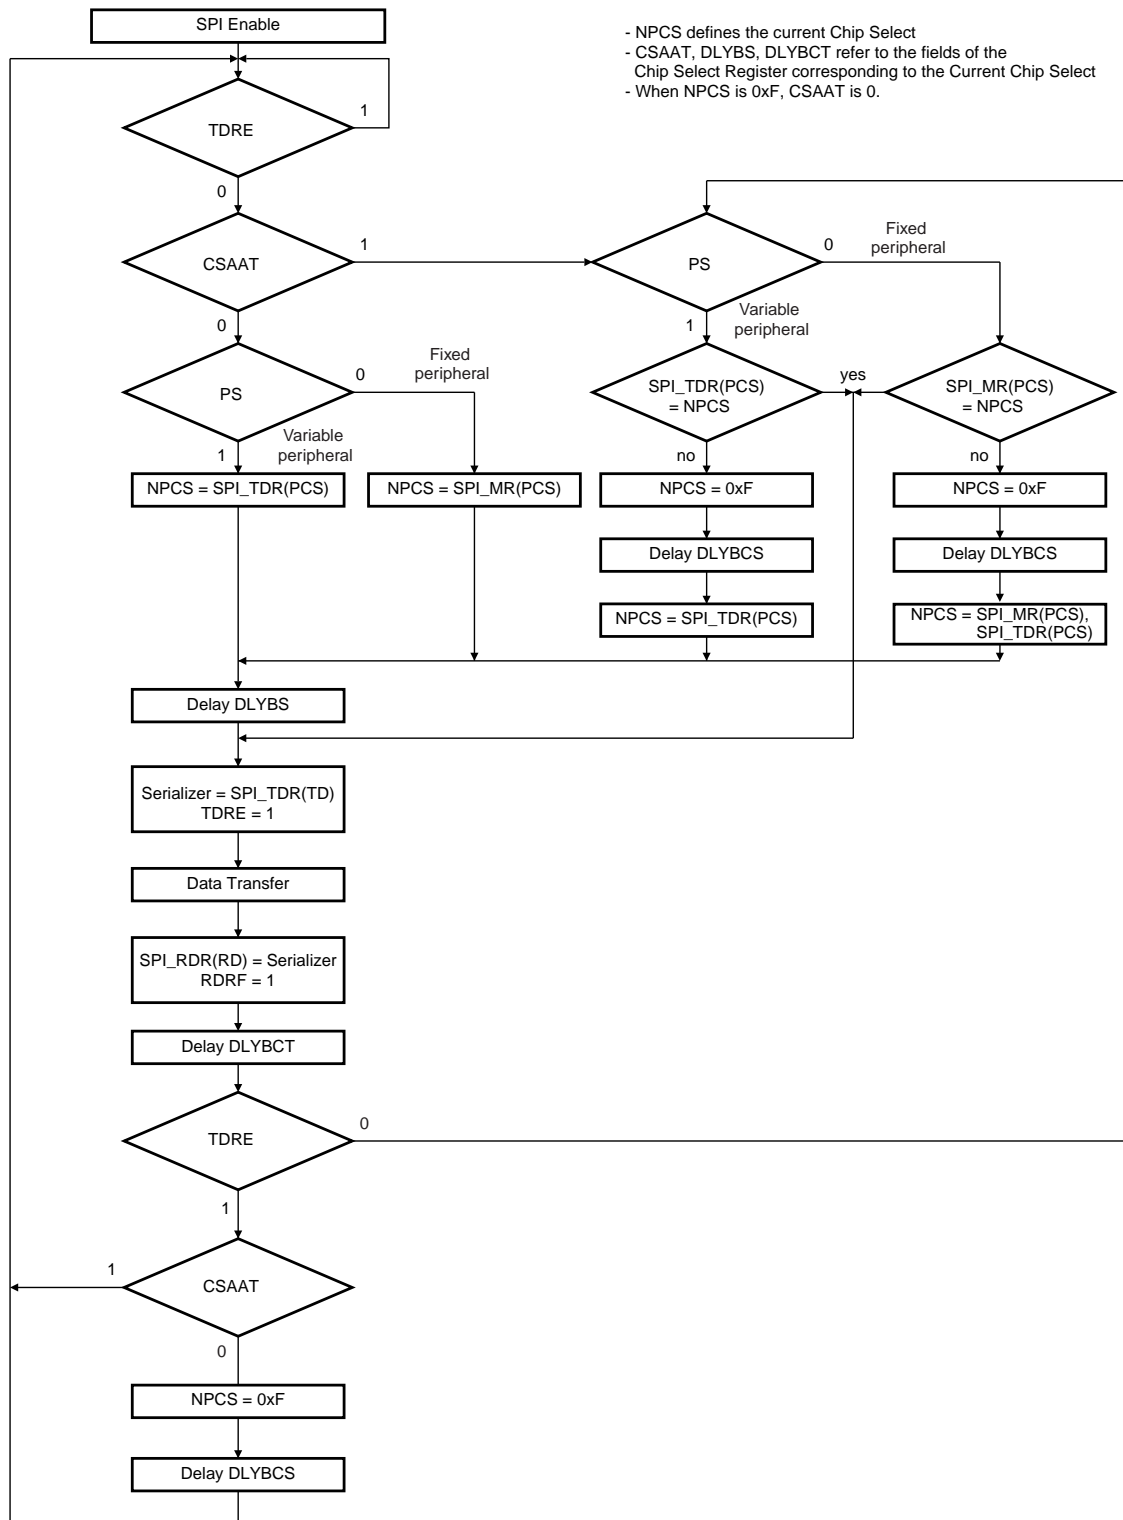 SPI Enable
- NPCS defines the current Chip Select
- CSAAT, DLYBS, DLYBCT refer to the fields of the
Chip Select Register corresponding to the Current Chip Select
- When NPCS is 0xF, CSAAT is 0.
TDRE
1
0
CSAAT
1
0
PS
0
Fixed
peripheral
1
Variable
peripheral
PS
0
Fixed
peripheral
1
Variable
peripheral
SPI_TDR(PCS)
= NPCS
yes
SPI_MR(PCS)
= NPCS
no
no
NPCS = SPI_TDR(PCS)
NPCS = SPI_MR(PCS)
NPCS = 0xF
NPCS = 0xF
Delay DLYBCS
Delay DLYBCS
NPCS = SPI_TDR(PCS)
NPCS = SPI_MR(PCS),
SPI_TDR(PCS)
Delay DLYBS
Serializer = SPI_TDR(TD)
TDRE = 1
Data Transfer
SPI_RDR(RD) = Serializer
RDRF = 1
Delay DLYBCT
TDRE
0
1
CSAAT
1
0
NPCS = 0xF
Delay DLYBCS